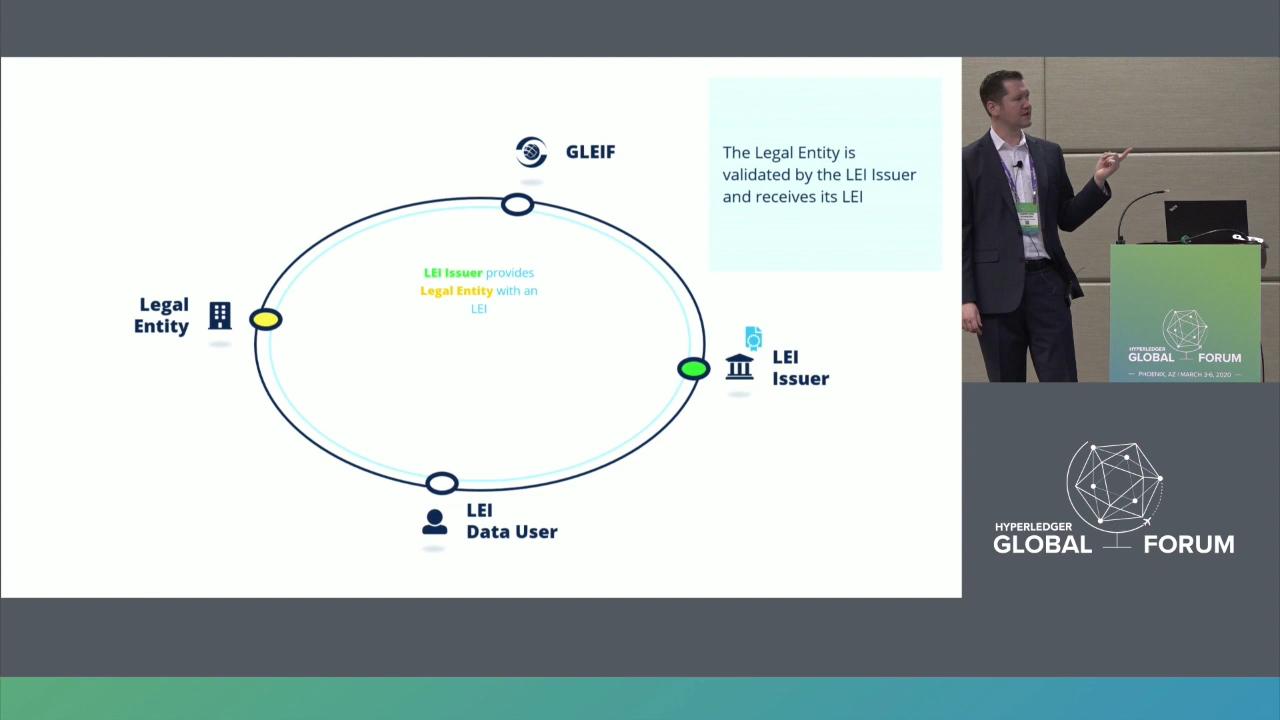 GLEIF
The Legal Entity is
validated by the LEI Issuer
and receives its LEI
LEI Issuer provides
Legal Entity with an
LEI
Legal
Entity
LEI
Issuer
LEI
Data User
HYPERLEDGER
GLOBAL FORUM
PHOENIX, AZ / MARCH 3-6, 2020
HYPERLEDGER
GLOBAL FORUM